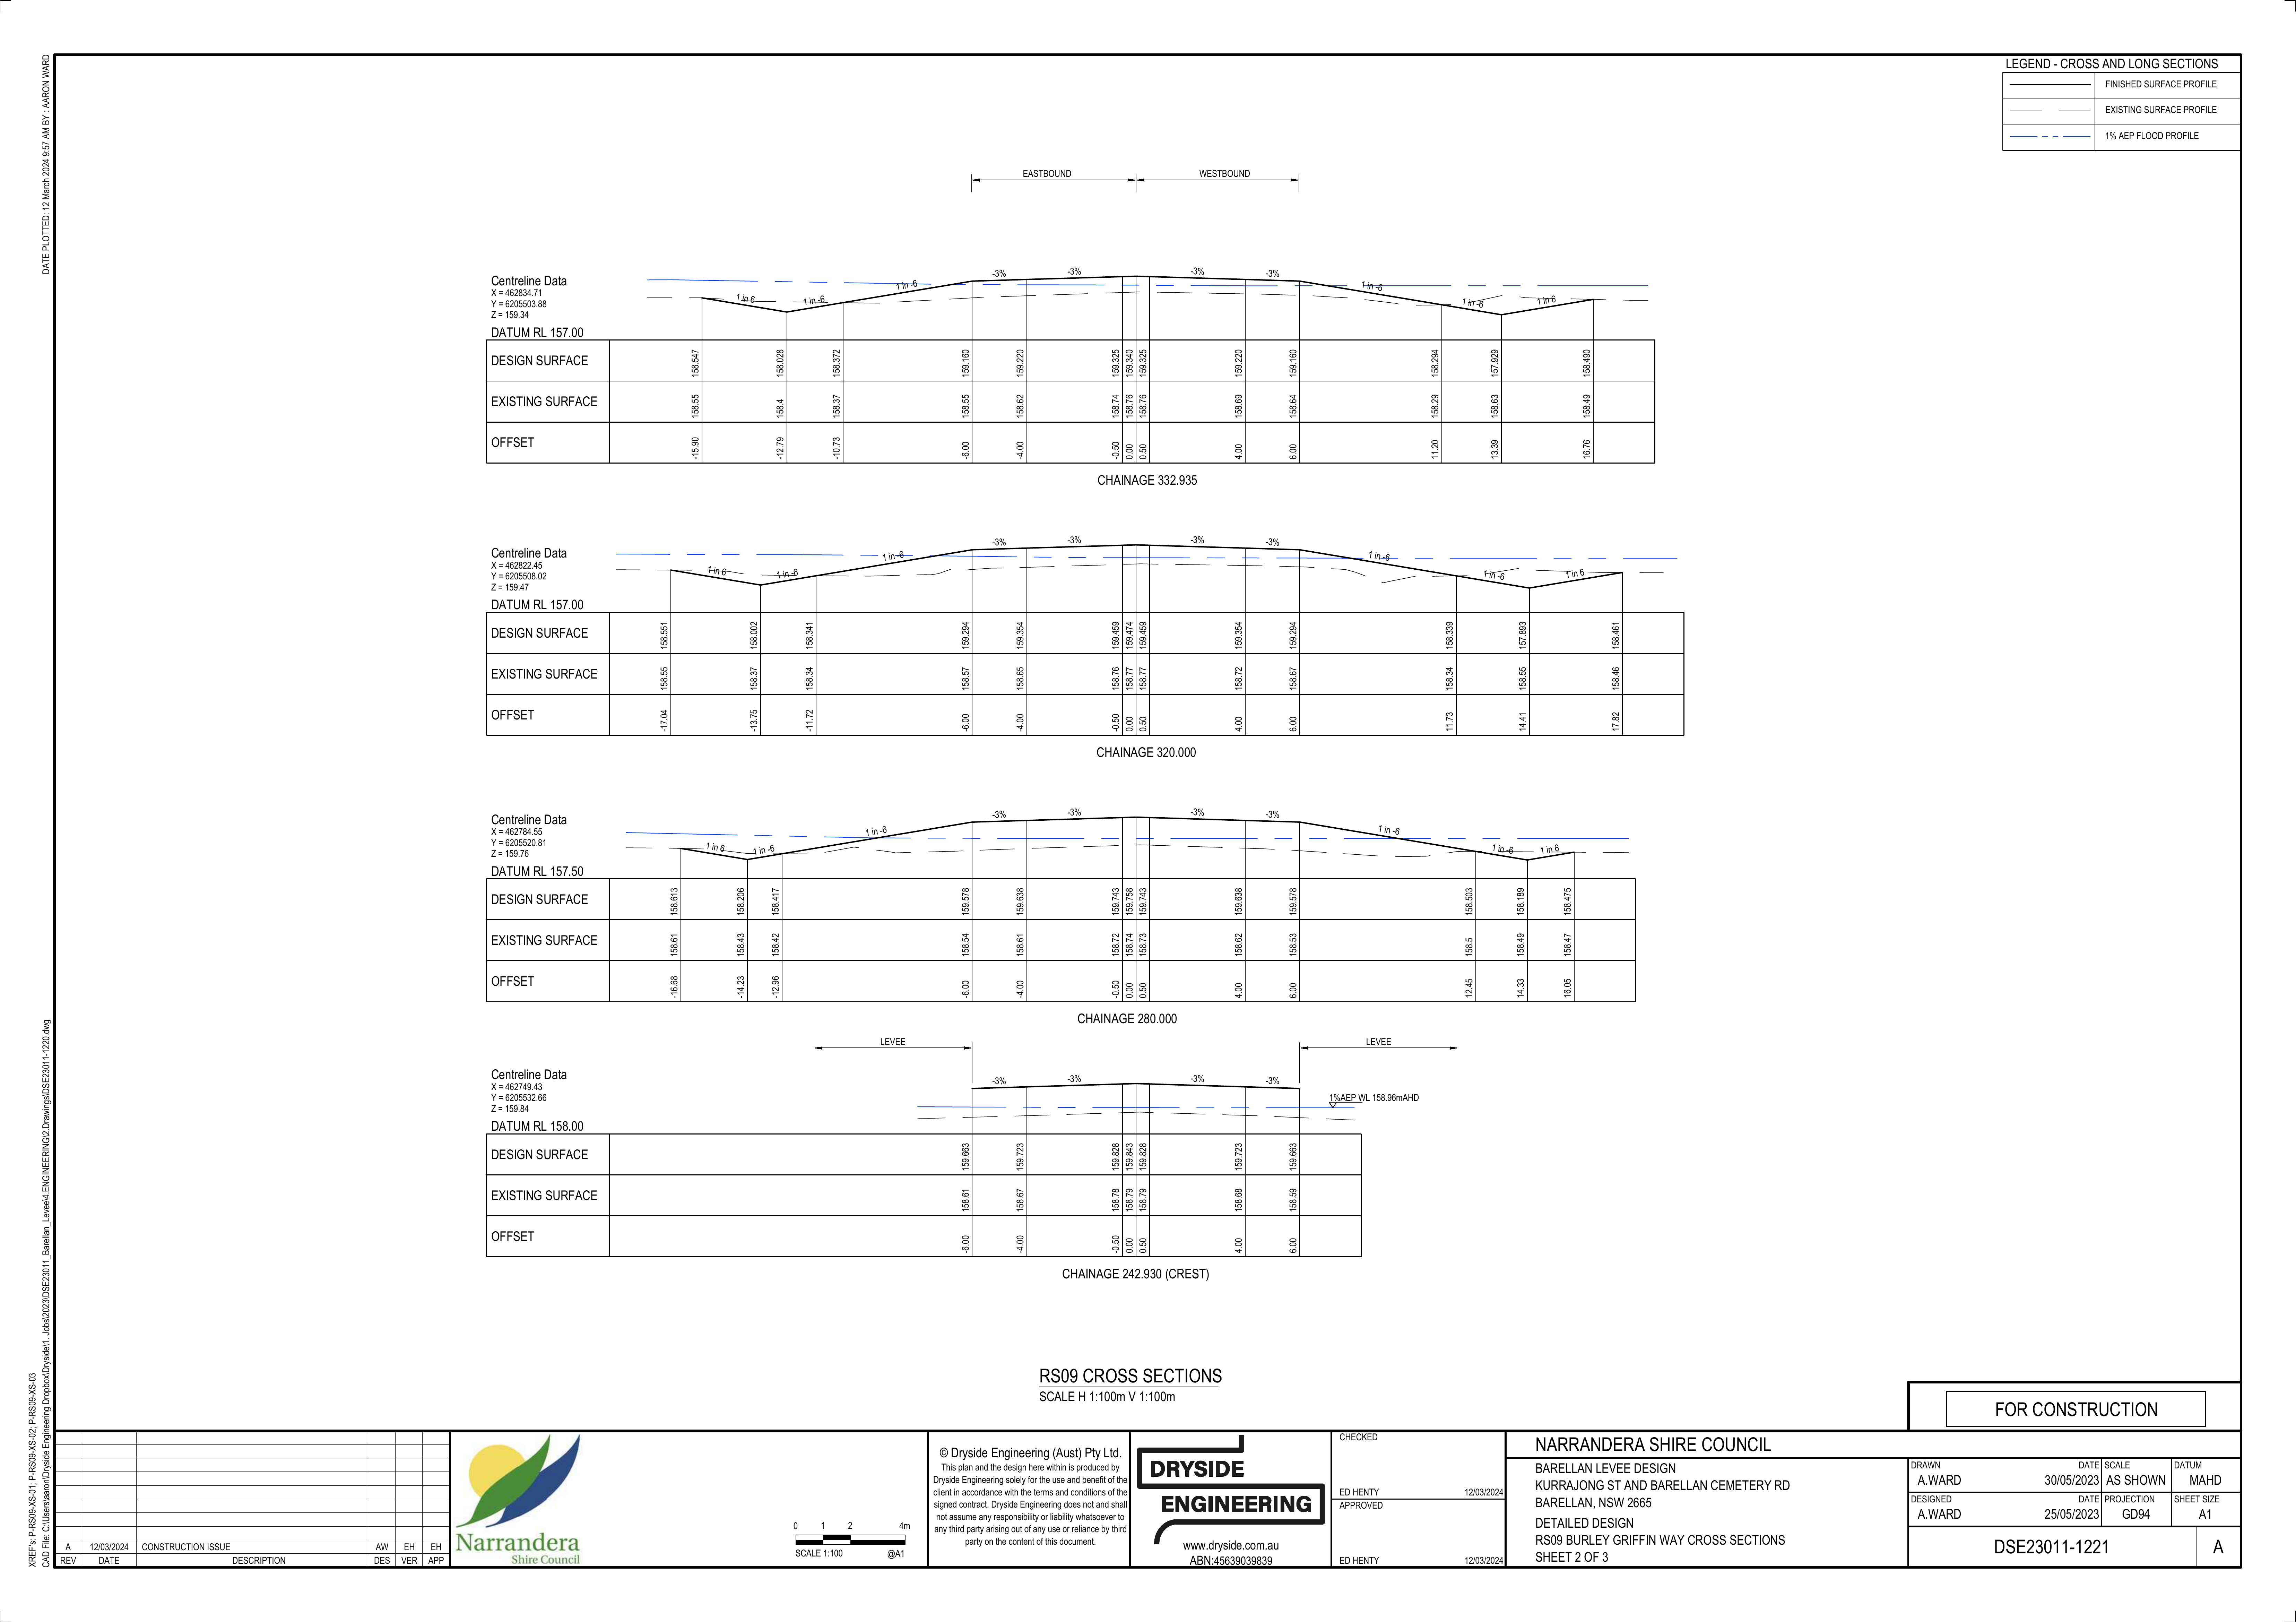 LEGEND - CROSS AND LONG SECTIONS
FINISHED SURFACE PROFILE
EXISTING SURFACE PROFILE
1% AEP FLOOD PROFILE
DATE PLOTTED: 12 March 2024 9:57 AM BY : AARON WARD
EASTBOUND WESTBOUND
-3% -3% -3% -3%
1 in 6 1 in -6 1 in -6 1 in -6 1 in -6 1 in 6
Centreline Data
X = 462834.71
Y = 6205503.88
Z = 159.34
DATUM RL 157.00
DESIGN SURFACE 158.547 158.028 158.372 159.160 159.220 159.325 159.340 159.325 159.220 159.160 158.294 157.929 158.490
EXISTING SURFACE 158.55 158.4 158.37 158.55 158.62 158.74 158.76 158.76 158.69 158.64 158.29 158.63 158.49
OFFSET -15.90 -12.79 -10.73 -6.00 -4.00 -0.50 0.00 0.50 4.00 6.00 11.20 13.39 16.76
CHAINAGE 332.935
-3% -3% -3% -3%
1 in 6 1 in -6 1 in -6 1 in -6 1 in -6 1 in 6
Centreline Data
X = 462822.45
Y = 6205508.02
Z = 159.47
DATUM RL 157.00
DESIGN SURFACE 158.551 158.002 158.341 159.294 159.354 159.459 159.474 159.459 159.354 159.294 158.339 157.893 158.461
EXISTING SURFACE 158.55 158.37 158.34 158.57 158.65 158.76 158.77 158.77 158.72 158.67 158.34 158.55 158.46
OFFSET -17.04 -13.75 -11.72 -6.00 -4.00 -0.50 0.00 0.50 4.00 6.00 11.73 14.41 17.82
CHAINAGE 320.000
-3% -3% -3% -3%
1 in 6 1 in -6 1 in -6 1 in -6 1 in -6 1 in 6
Centreline Data
X = 462784.55
Y = 6205520.81
Z = 159.76
DATUM RL 157.50
DESIGN SURFACE 158.613 158.206 158.417 159.578 159.638 159.743 159.758 159.743 159.638 159.578 158.503 158.189 158.475
EXISTING SURFACE 158.61 158.43 158.42 158.54 158.61 158.72 158.74 158.73 158.62 158.53 158.5 158.49 158.47
OFFSET -16.68 -14.23 -12.96 -6.00 -4.00 -0.50 0.00 0.50 4.00 6.00 12.45 14.33 16.05
CHAINAGE 280.000
LEVEE LEVEE
-3% -3% -3% -3%
1%AEP WL 158.96mAHD
Centreline Data
X = 462749.43
Y = 6205532.66
Z = 159.84
DATUM RL 158.00
DESIGN SURFACE 159.663 159.723 159.828 159.843 159.828 159.723 159.663
EXISTING SURFACE 158.61 158.67 158.78 158.79 158.79 158.68 158.59
OFFSET -6.00 -4.00 -0.50 0.00 0.50 4.00 6.00
CHAINAGE 242.930 (CREST)
RS09 CROSS SECTIONS
SCALE H 1:100m V 1:100m
FOR CONSTRUCTION
XREF's: P-RS09-XS-01; P-RS09-XS-02; P-RS09-XS-03
CAD File: C:\Users\aaron\Dryside Engineering Dropbox\Dryside\1. Jobs\2023\DSE23011_Barellan_Levee\4.ENGINEERING\2.Drawings\DSE23011-1220.dwg
A 12/03/2024 CONSTRUCTION ISSUE AW EH EH
REV DATE DESCRIPTION DES VER APP
Narrandera
Shire Council
0 1 2 4m
SCALE 1:100 @A1
© Dryside Engineering (Aust) Pty Ltd.
This plan and the design here within is produced by
Dryside Engineering solely for the use and benefit of the
client in accordance with the terms and conditions of the
signed contract. Dryside Engineering does not and shall
not assume any responsibility or liability whatsoever to
any third party arising out of any use or reliance by third
party on the content of this document.
DRYSIDE
ENGINEERING
www.dryside.com.au
ABN:45639039839
CHECKED
ED HENTY 12/03/2024
APPROVED
ED HENTY 12/03/2024
NARRANDERA SHIRE COUNCIL
BARELLAN LEVEE DESIGN
KURRAJONG ST AND BARELLAN CEMETERY RD
BARELLAN, NSW 2665
DETAILED DESIGN
RS09 BURLEY GRIFFIN WAY CROSS SECTIONS
SHEET 2 OF 3
DRAWN DATE SCALE DATUM
A.WARD 30/05/2023 AS SHOWN MAHD
DESIGNED DATE PROJECTION SHEET SIZE
A.WARD 25/05/2023 GD94 A1
DSE23011-1221 A